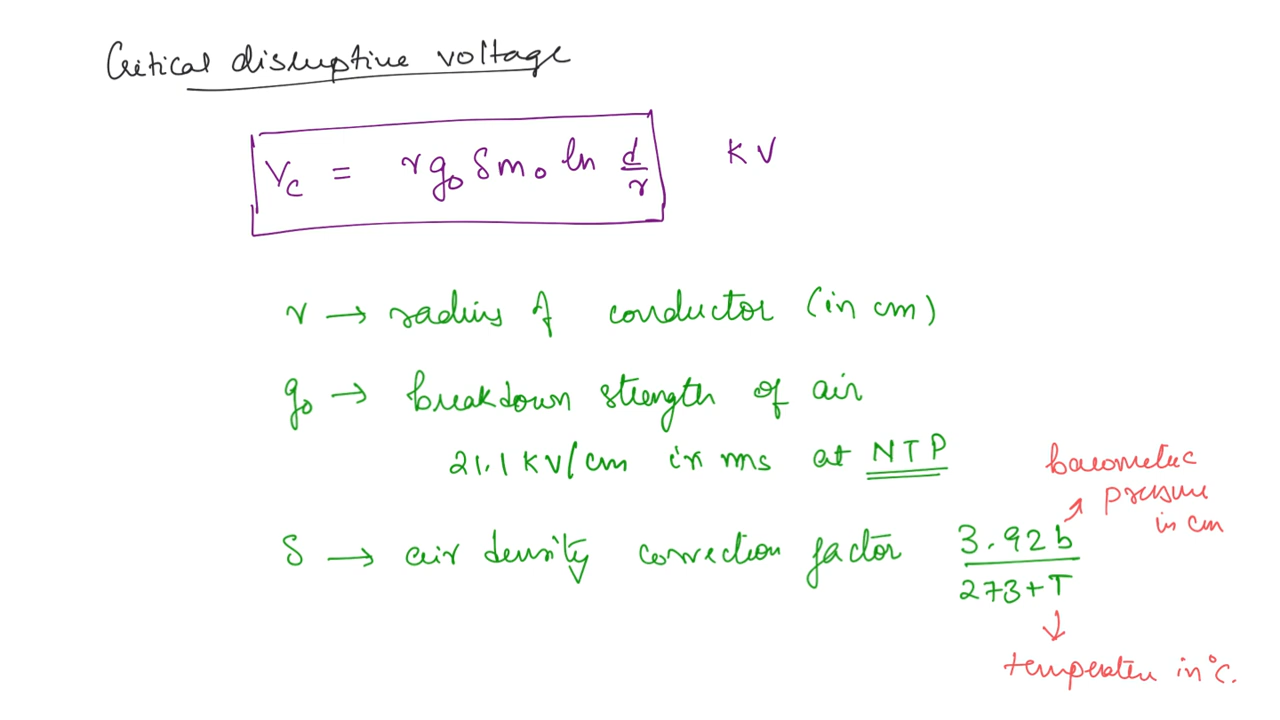 Critical disruptive voltage
Vc = r g₀ δ m₀ ln d/r   KV
r → radius of conductor (in cm)
g₀ → breakdown strength of air
21.1 KV/cm in rms at NTP
δ → air density correction factor 3.92b / 273+T
barometric
pressure
in cm
temperature in °C.